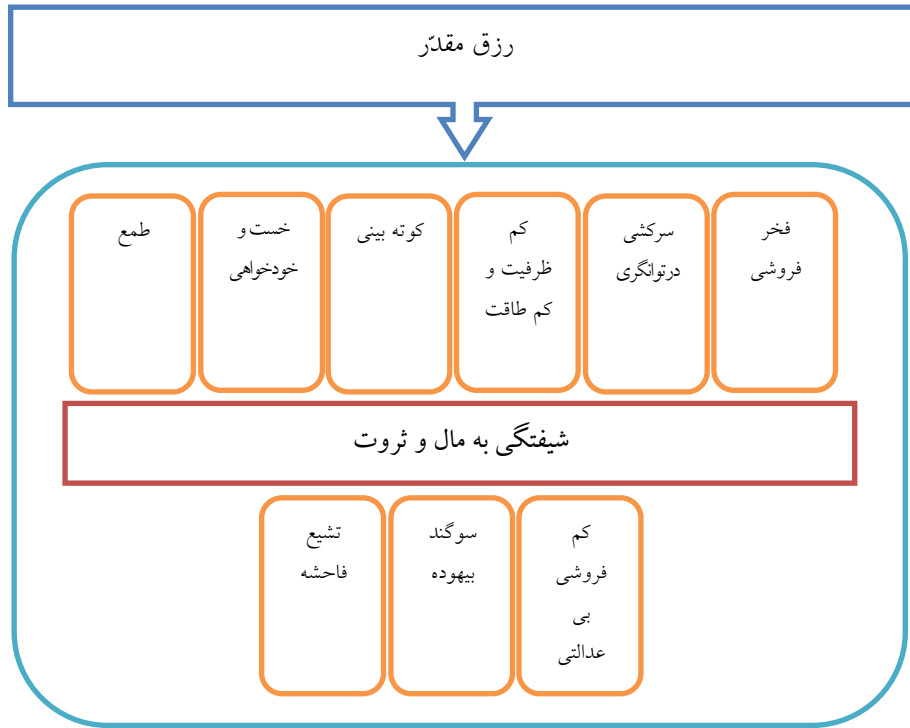 رزق مقدّر
فخر
فروشی
سرکشی
درتوانگری
کم
ظرفیت و
کم طاقت
کوته بینی
خست و
خودخواهی
طمع
شیفتگی به مال و ثروت
کم
فروشی
بی
عدالتی
سوگند
بیهوده
تشیع
فاحشه